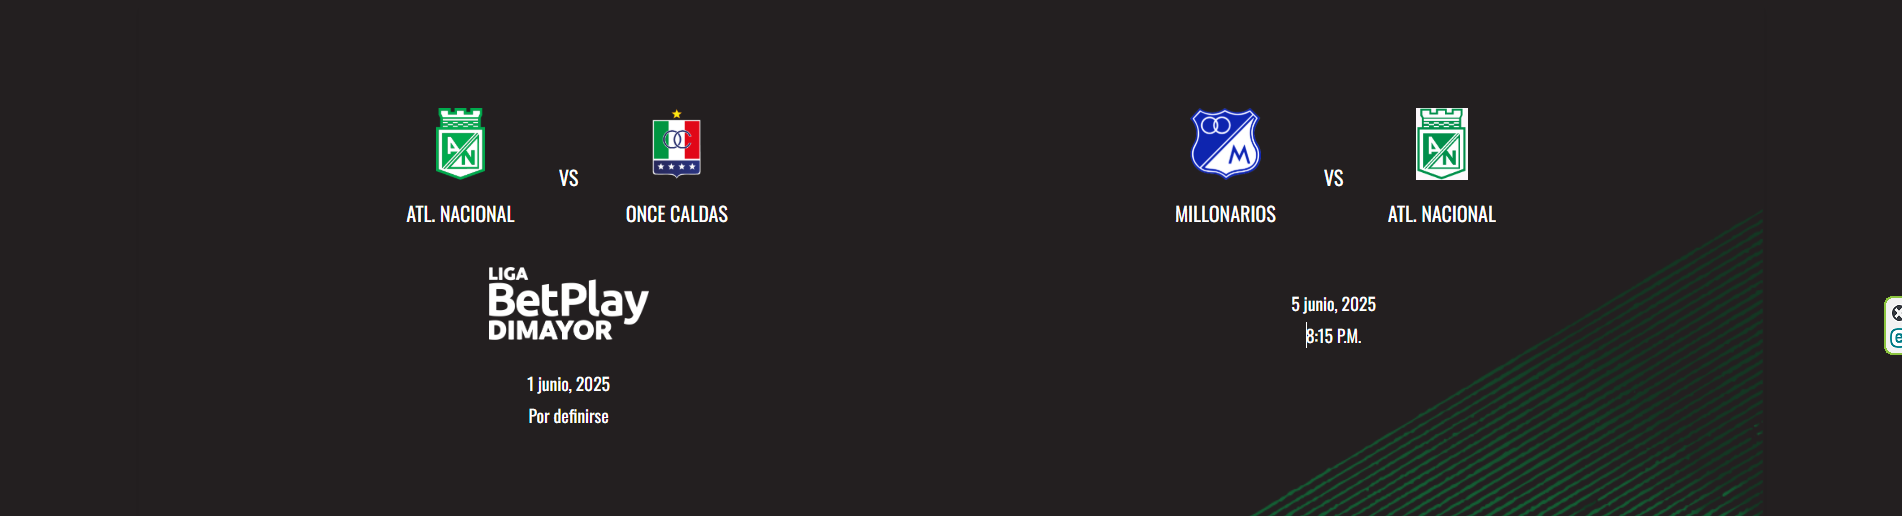 ATL. NACIONAL
VS
ONCE CALDAS
LIGA
BetPlay
DIMAYOR
1 junio, 2025
Por definirse
MILLONARIOS
VS
ATL. NACIONAL
5 junio, 2025
8:15 P.M.